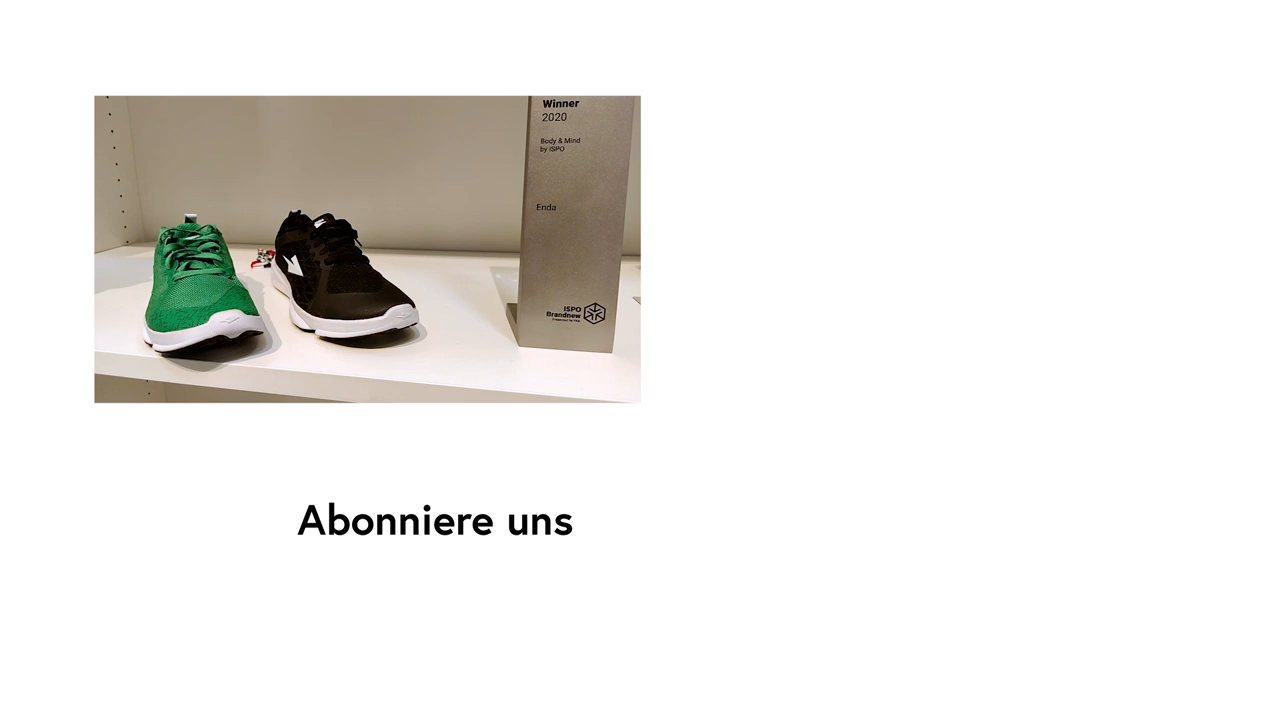 Winner
2020
Body & Mind
by ISPO
Enda
ISPO
Brandnew
Abonniere uns